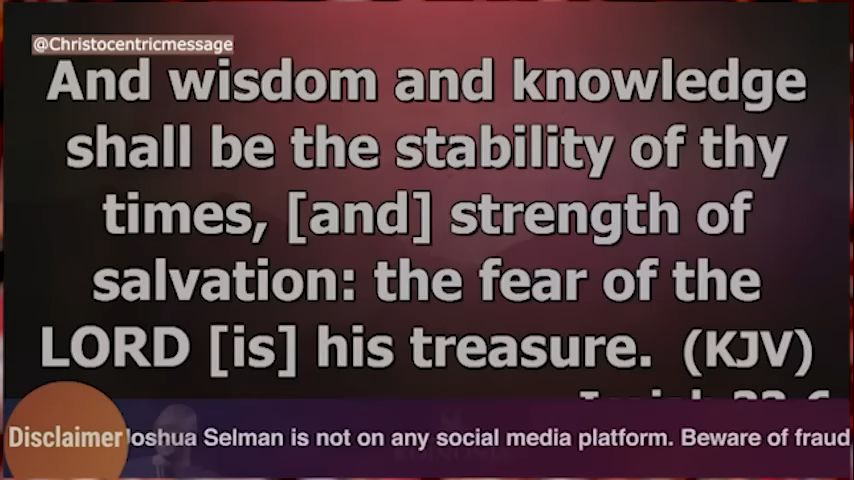 @Christocentricmessage
And wisdom and knowledge
shall be the stability of thy
times, [and] strength of
salvation: the fear of the
LORD [is] his treasure. (KJV)
Disclaimer
Joshua Selman is not on any social media platform. Beware of fraud